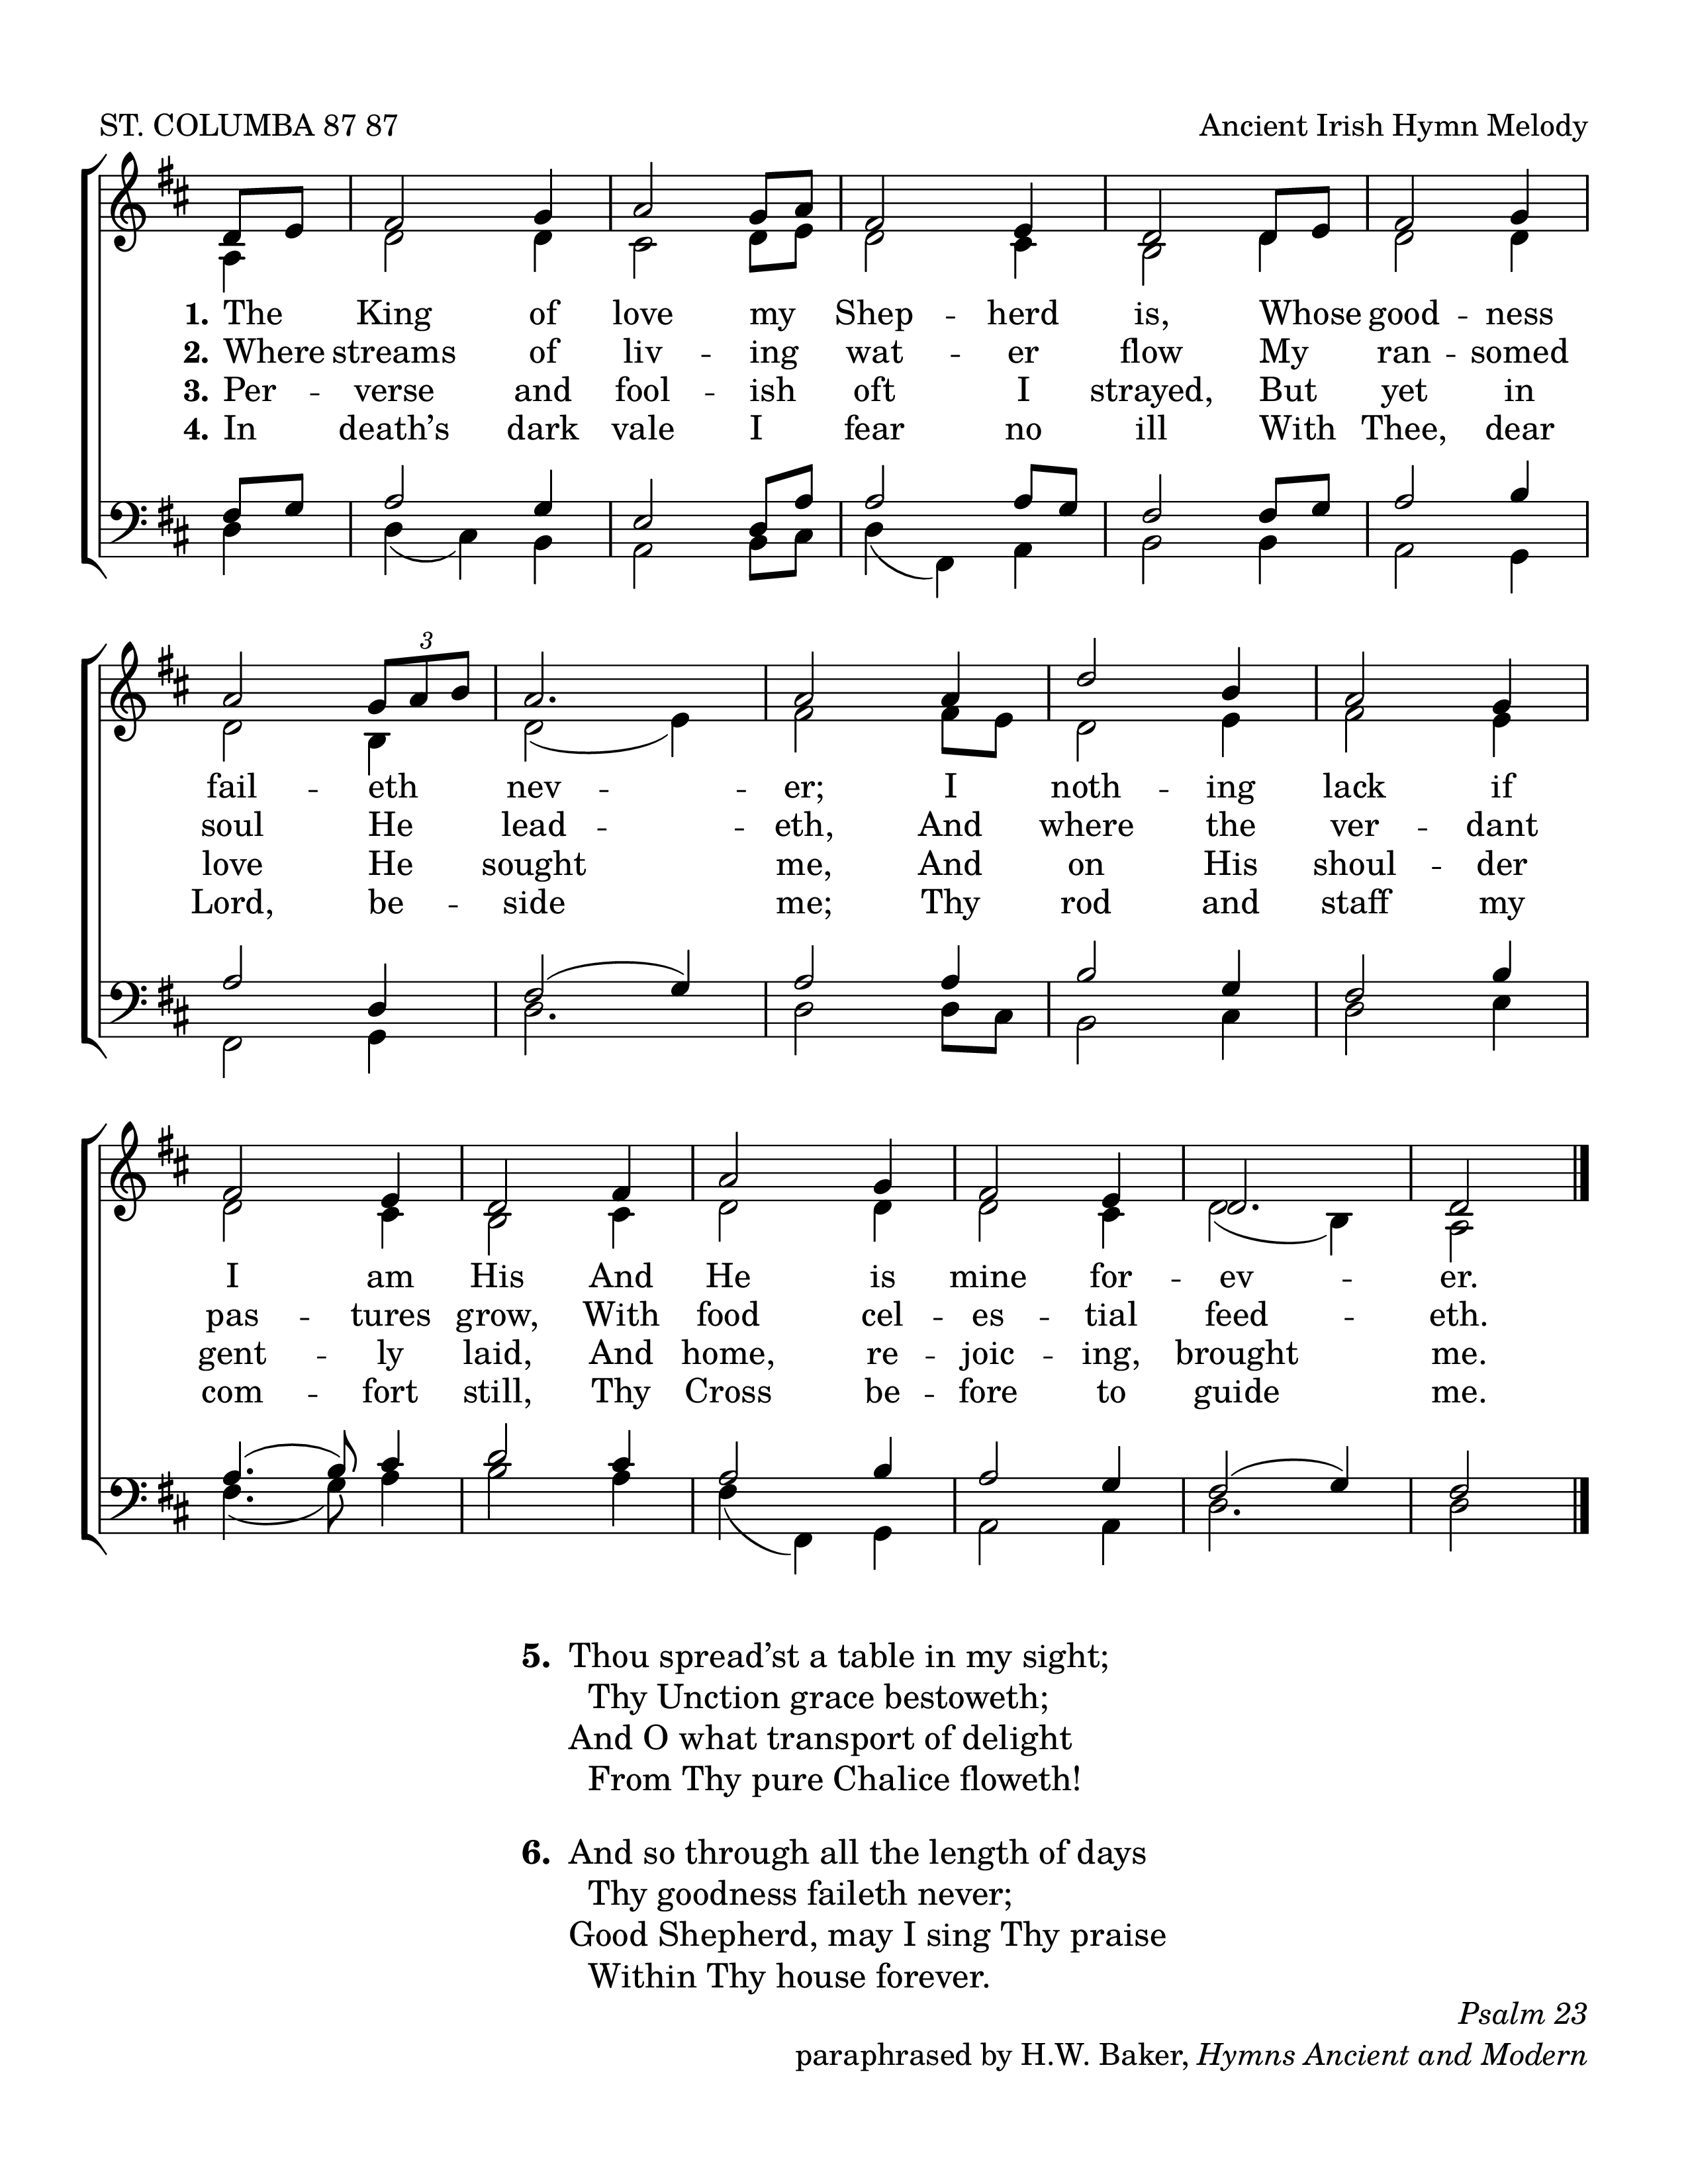 ST. COLUMBA 87 87
Ancient Irish Hymn Melody
1. The King of love my Shep - herd is, Whose good - ness
2. Where streams of liv - ing wat - er flow My ran - somed
3. Per - verse and fool - ish oft I strayed, But yet in
4. In death’s dark vale I fear no ill With Thee, dear
3
fail - eth nev - er; I noth - ing lack if
soul He lead - eth, And where the ver - dant
love He sought me, And on His shoul - der
Lord, be - side me; Thy rod and staff my
I am His And He is mine for - ev - er.
pas - tures grow, With food cel - es - tial feed - eth.
gent - ly laid, And home, re - joic - ing, brought me.
com - fort still, Thy Cross be - fore to guide me.
5. Thou spread’st a table in my sight;
Thy Unction grace bestoweth;
And O what transport of delight
From Thy pure Chalice floweth!
6. And so through all the length of days
Thy goodness faileth never;
Good Shepherd, may I sing Thy praise
Within Thy house forever.
Psalm 23
paraphrased by H.W. Baker, Hymns Ancient and Modern